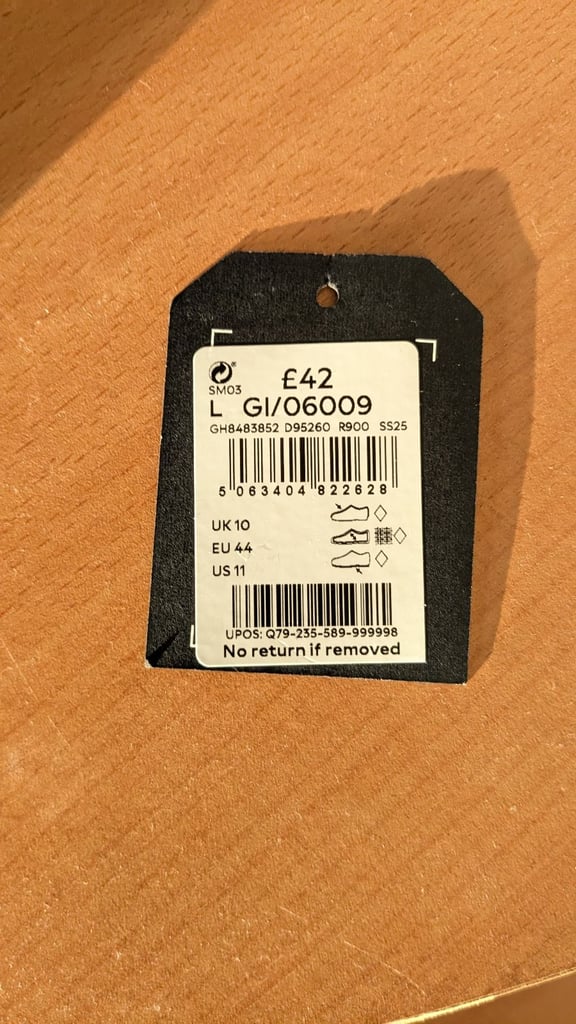 £42
SM03
L GI/06009
GH8483852 D95260 R900 SS25
5 063404 822628
UK 10
EU 44
US 11
UPOS: Q79-235-589-999998
No return if removed